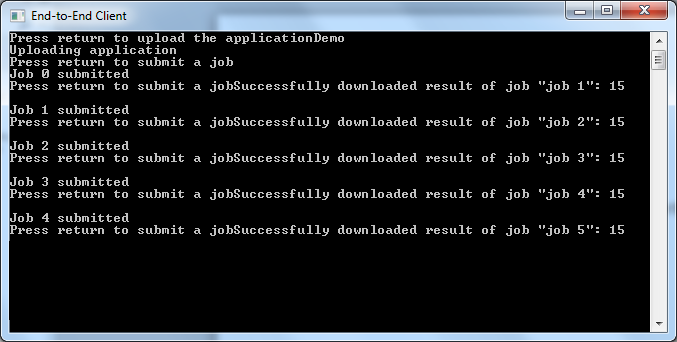 End-to-End Client
Press return to upload the applicationDemo
Uploading application
Press return to submit a job
Job 0 submitted
Press return to submit a jobSuccessfully downloaded result of job "job 1": 15
Job 1 submitted
Press return to submit a jobSuccessfully downloaded result of job "job 2": 15
Job 2 submitted
Press return to submit a jobSuccessfully downloaded result of job "job 3": 15
Job 3 submitted
Press return to submit a jobSuccessfully downloaded result of job "job 4": 15
Job 4 submitted
Press return to submit a jobSuccessfully downloaded result of job "job 5": 15